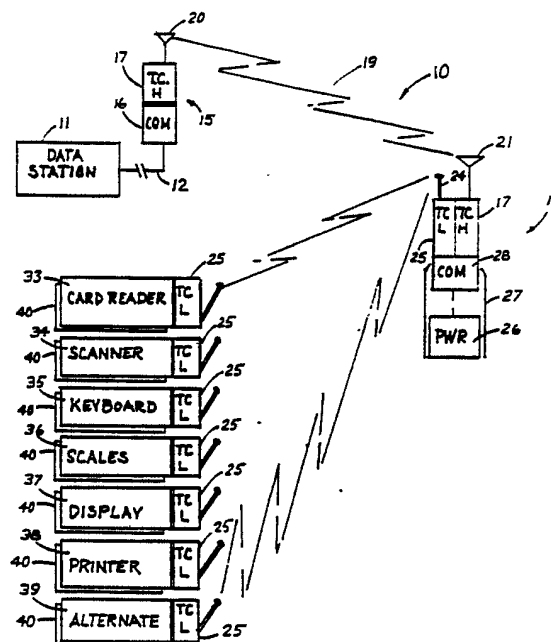 20
17
T.C.
H
19
10
16
COM
15
11
DATA
STATION
12
21
24
TC
L
TC
H
17
1
25
COM
28
27
PWR
26
25
33
CARD READER
TC
L
40
34
25
SCANNER
TC
L
40
35
25
KEYBOARD
TC
L
40
36
25
SCALES
TC
L
40
37
25
DISPLAY
TC
L
40
38
25
PRINTER
TC
L
40
39
ALTERNATE
TC
L
40
25